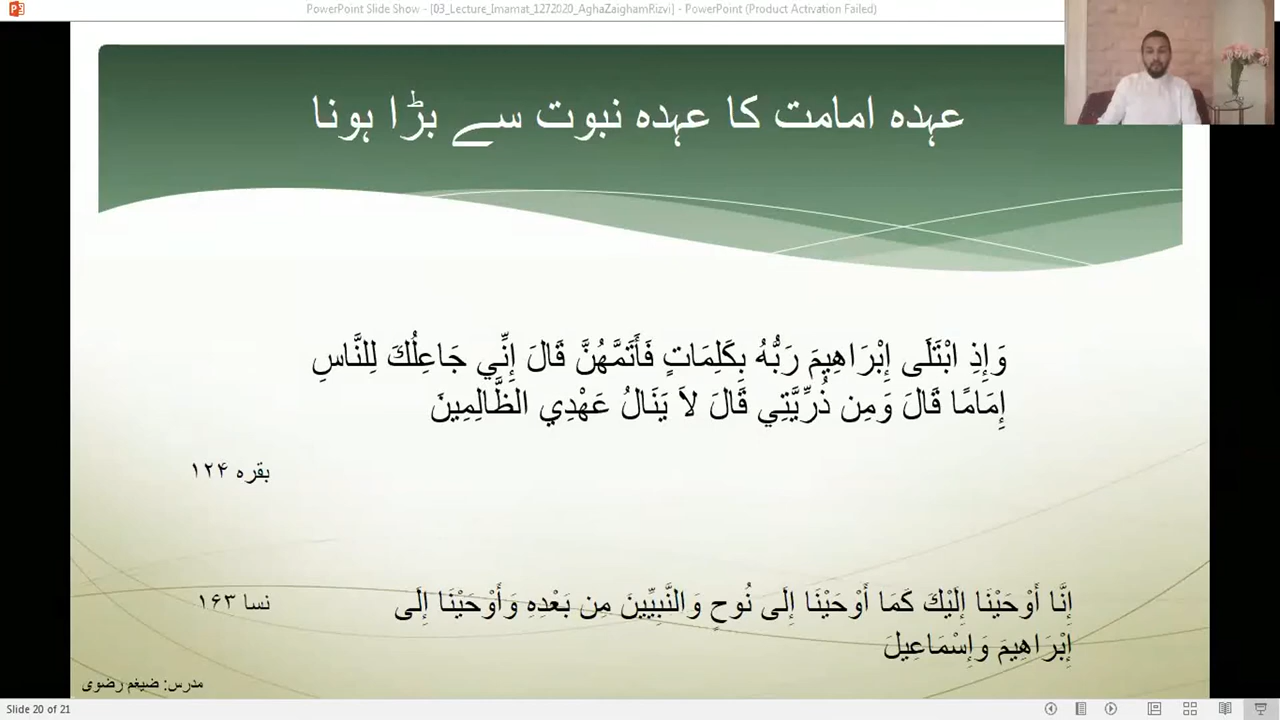 PowerPoint Slide Show - [03_Lecture_Imamat_1272020_AghaZaighamRizvi] - PowerPoint (Product Activation Failed)
عہدہ امامت کا عہدہ نبوت سے بڑا ہونا
وَإِذِ ابْتَلَى إِبْرَاهِيمَ رَبُّهُ بِكَلِمَاتٍ فَأَتَمَّهُنَّ قَالَ إِنِّي جَاعِلُكَ لِلنَّاسِ
إِمَامًا قَالَ وَمِن ذُرِّيَّتِي قَالَ لاَ يَنَالُ عَهْدِي الظَّالِمِينَ
بقرہ ۱۲۴
إِنَّا أَوْحَيْنَا إِلَيْكَ كَمَا أَوْحَيْنَا إِلَى نُوحٍ وَالنَّبِيِّينَ مِن بَعْدِهِ وَأَوْحَيْنَا إِلَى
إِبْرَاهِيمَ وَإِسْمَاعِيلَ
نسا ۱۶۳
مدرس: ضیغم رضوی
Slide 20 of 21